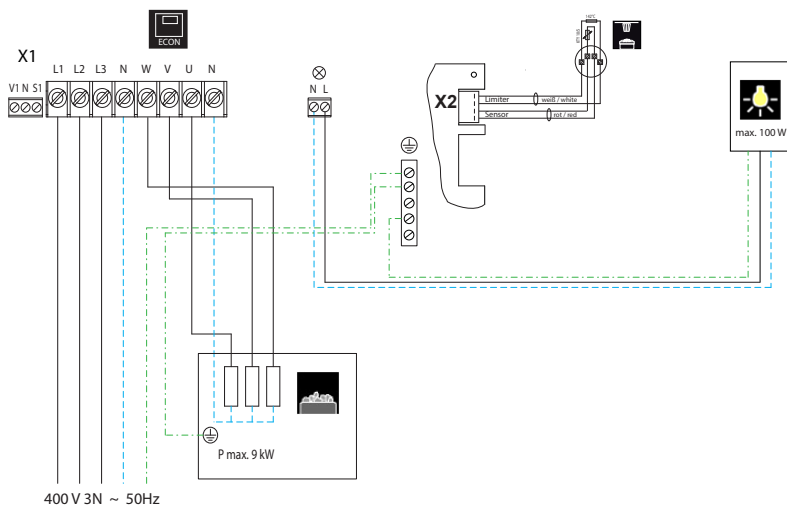 ECON
X1
V1 N S1
L1 L2 L3 N W V U N
N L
X2
Limiter
weiß / white
Sensor
rot / red
142°C
max. 100 W
P max. 9 kW
400 V 3N ~ 50Hz